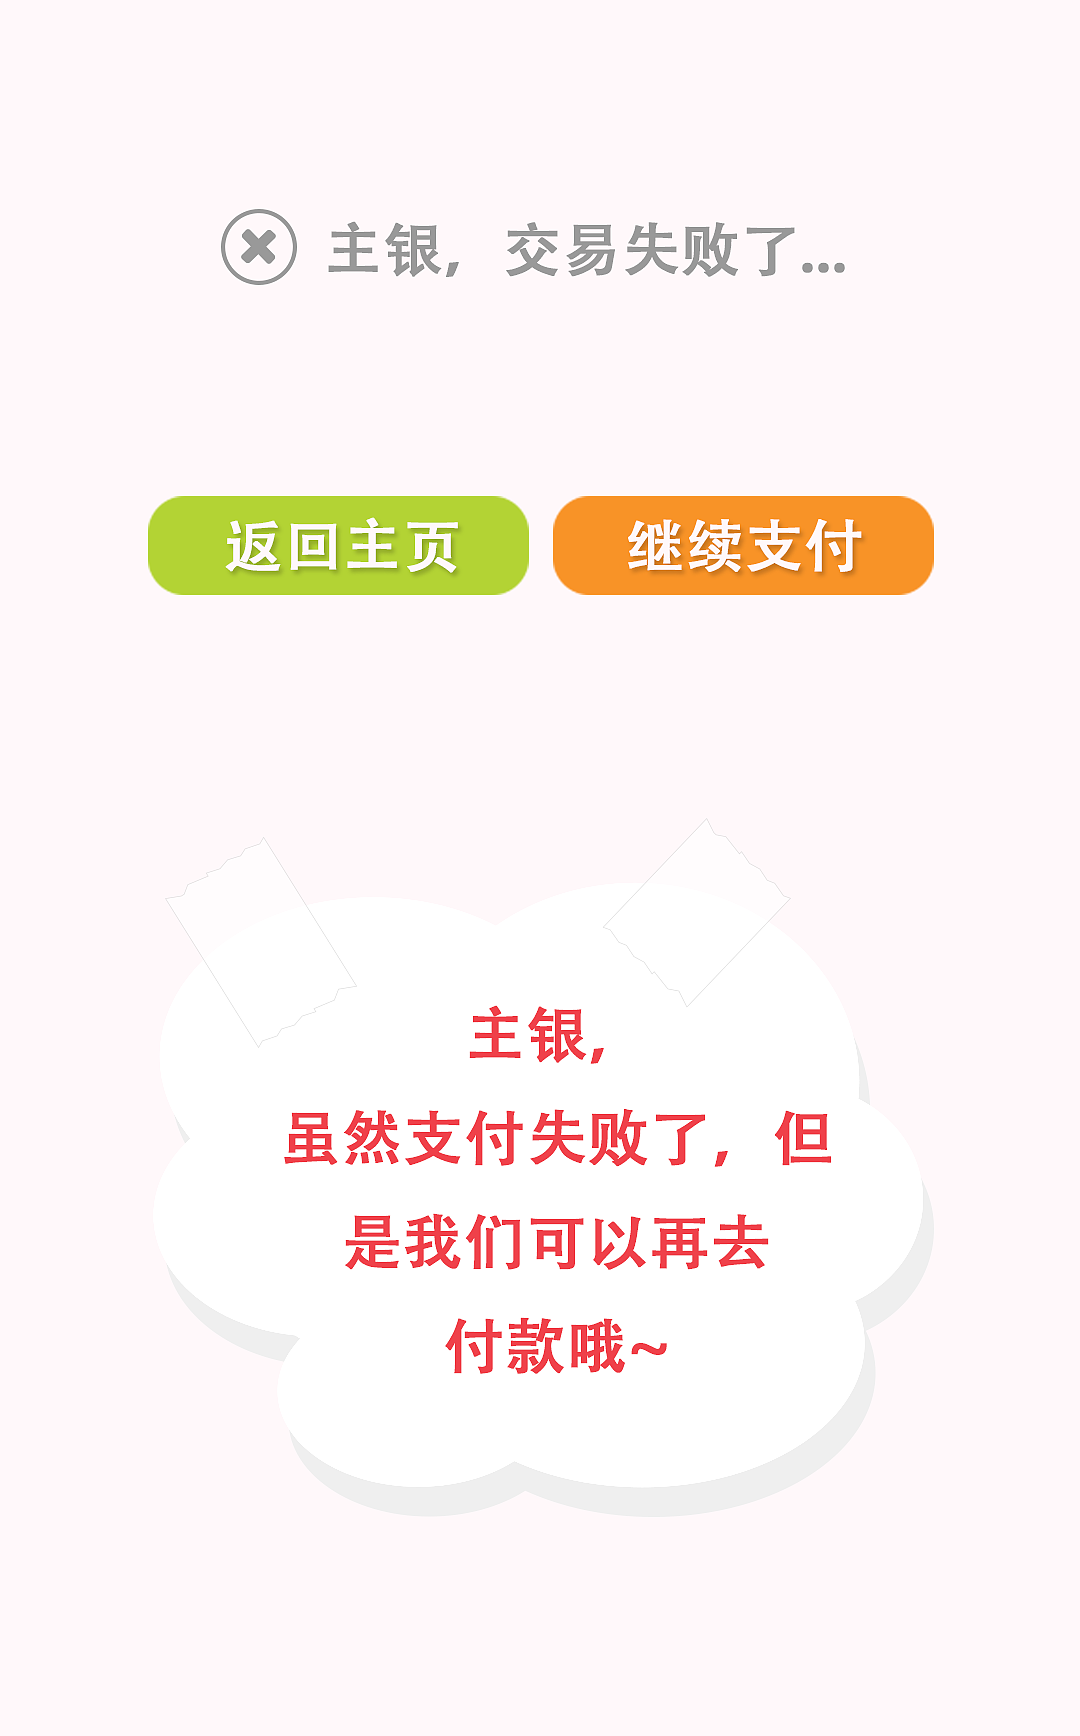 主银，交易失败了...
返回主页
继续支付
主银，
虽然支付失败了，但
是我们可以再去
付款哦~